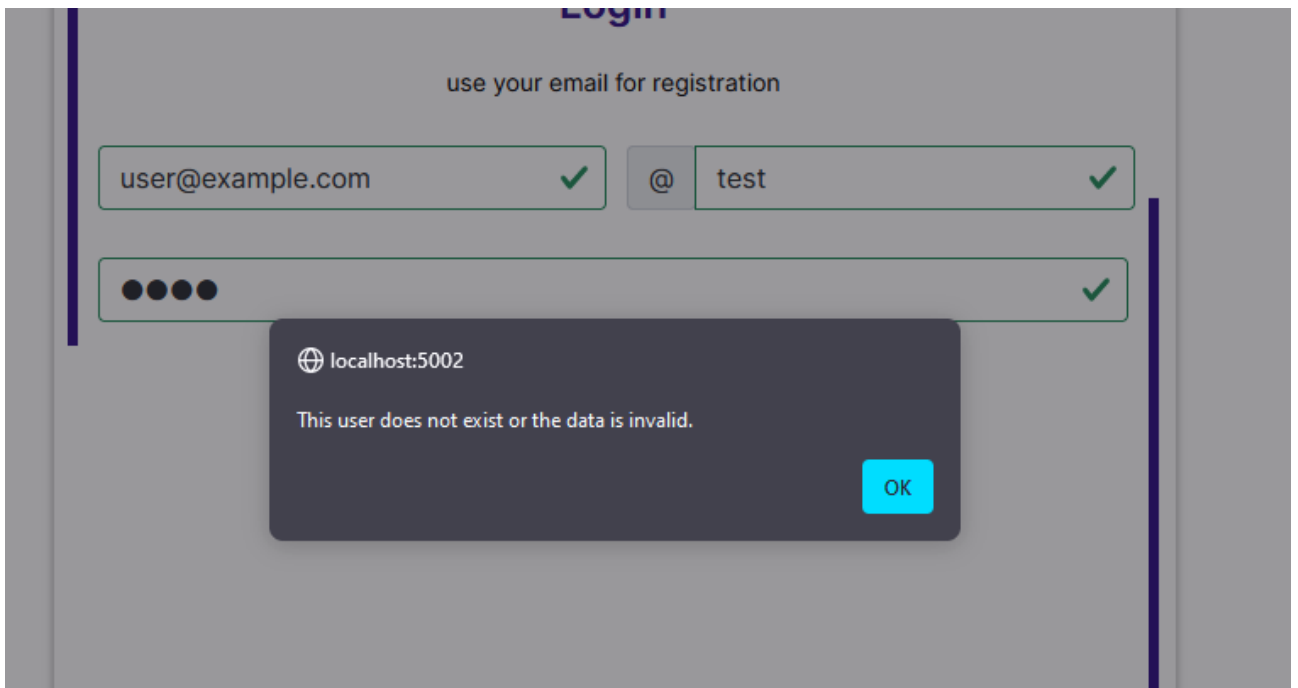 Login
use your email for registration
user@example.com @ test
●●●●
localhost:5002
This user does not exist or the data is invalid.
OK